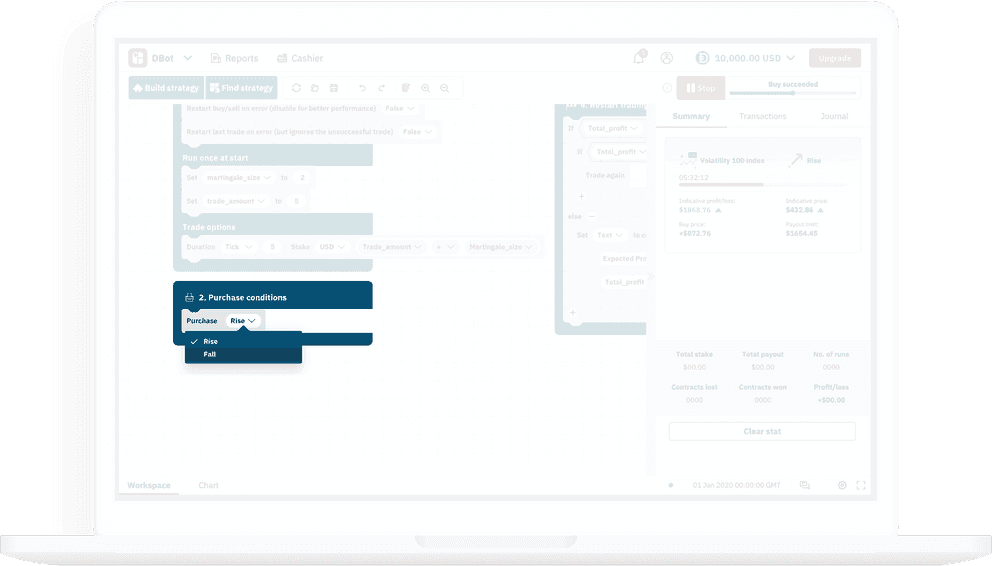 DBot Reports Cashier 10,000.00 USD Upgrade
Build strategy Find strategy Stop Buy succeeded
Restart buy/sell on error (disable for better performance) False
Restart last trade on error (bot ignores the unsuccessful trade) False
Run once at start
Set martingale_size to 2
Set trade_amount to 5
Trade options
Duration Tick 5 Stake USD Trade_amount Martingale_size
2. Purchase conditions
Purchase Rise
Rise
Fall
4. Restart
If Total_profit
If Total_profit
Trade again
+
else −
Set Text to
Expected
Total_profit
+
Summary Transactions Journal
Volatility 100 Index Rise
05:32:12
Indicative profit/loss: Indicative price:
$1868.76 $432.86
Buy price: Payout limit:
+$872.76 $1654.45
Total stake Total payout No. of runs
$00.00 $00.00 0000
Contracts lost Contracts won Profit/loss
0000 0000 +$00.00
Clear stat
Workspace Chart 01 Jan 2020 00:00:00 GMT